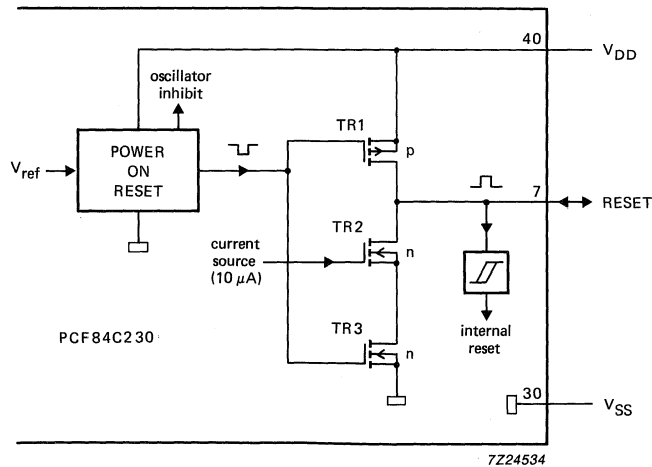 40
V_DD
oscillator
inhibit
TR1
p
POWER
ON
RESET
V_ref
7
RESET
TR2
n
current
source
(10 μA)
TR3
n
internal
reset
PCF84C230
30
V_SS
7Z24534